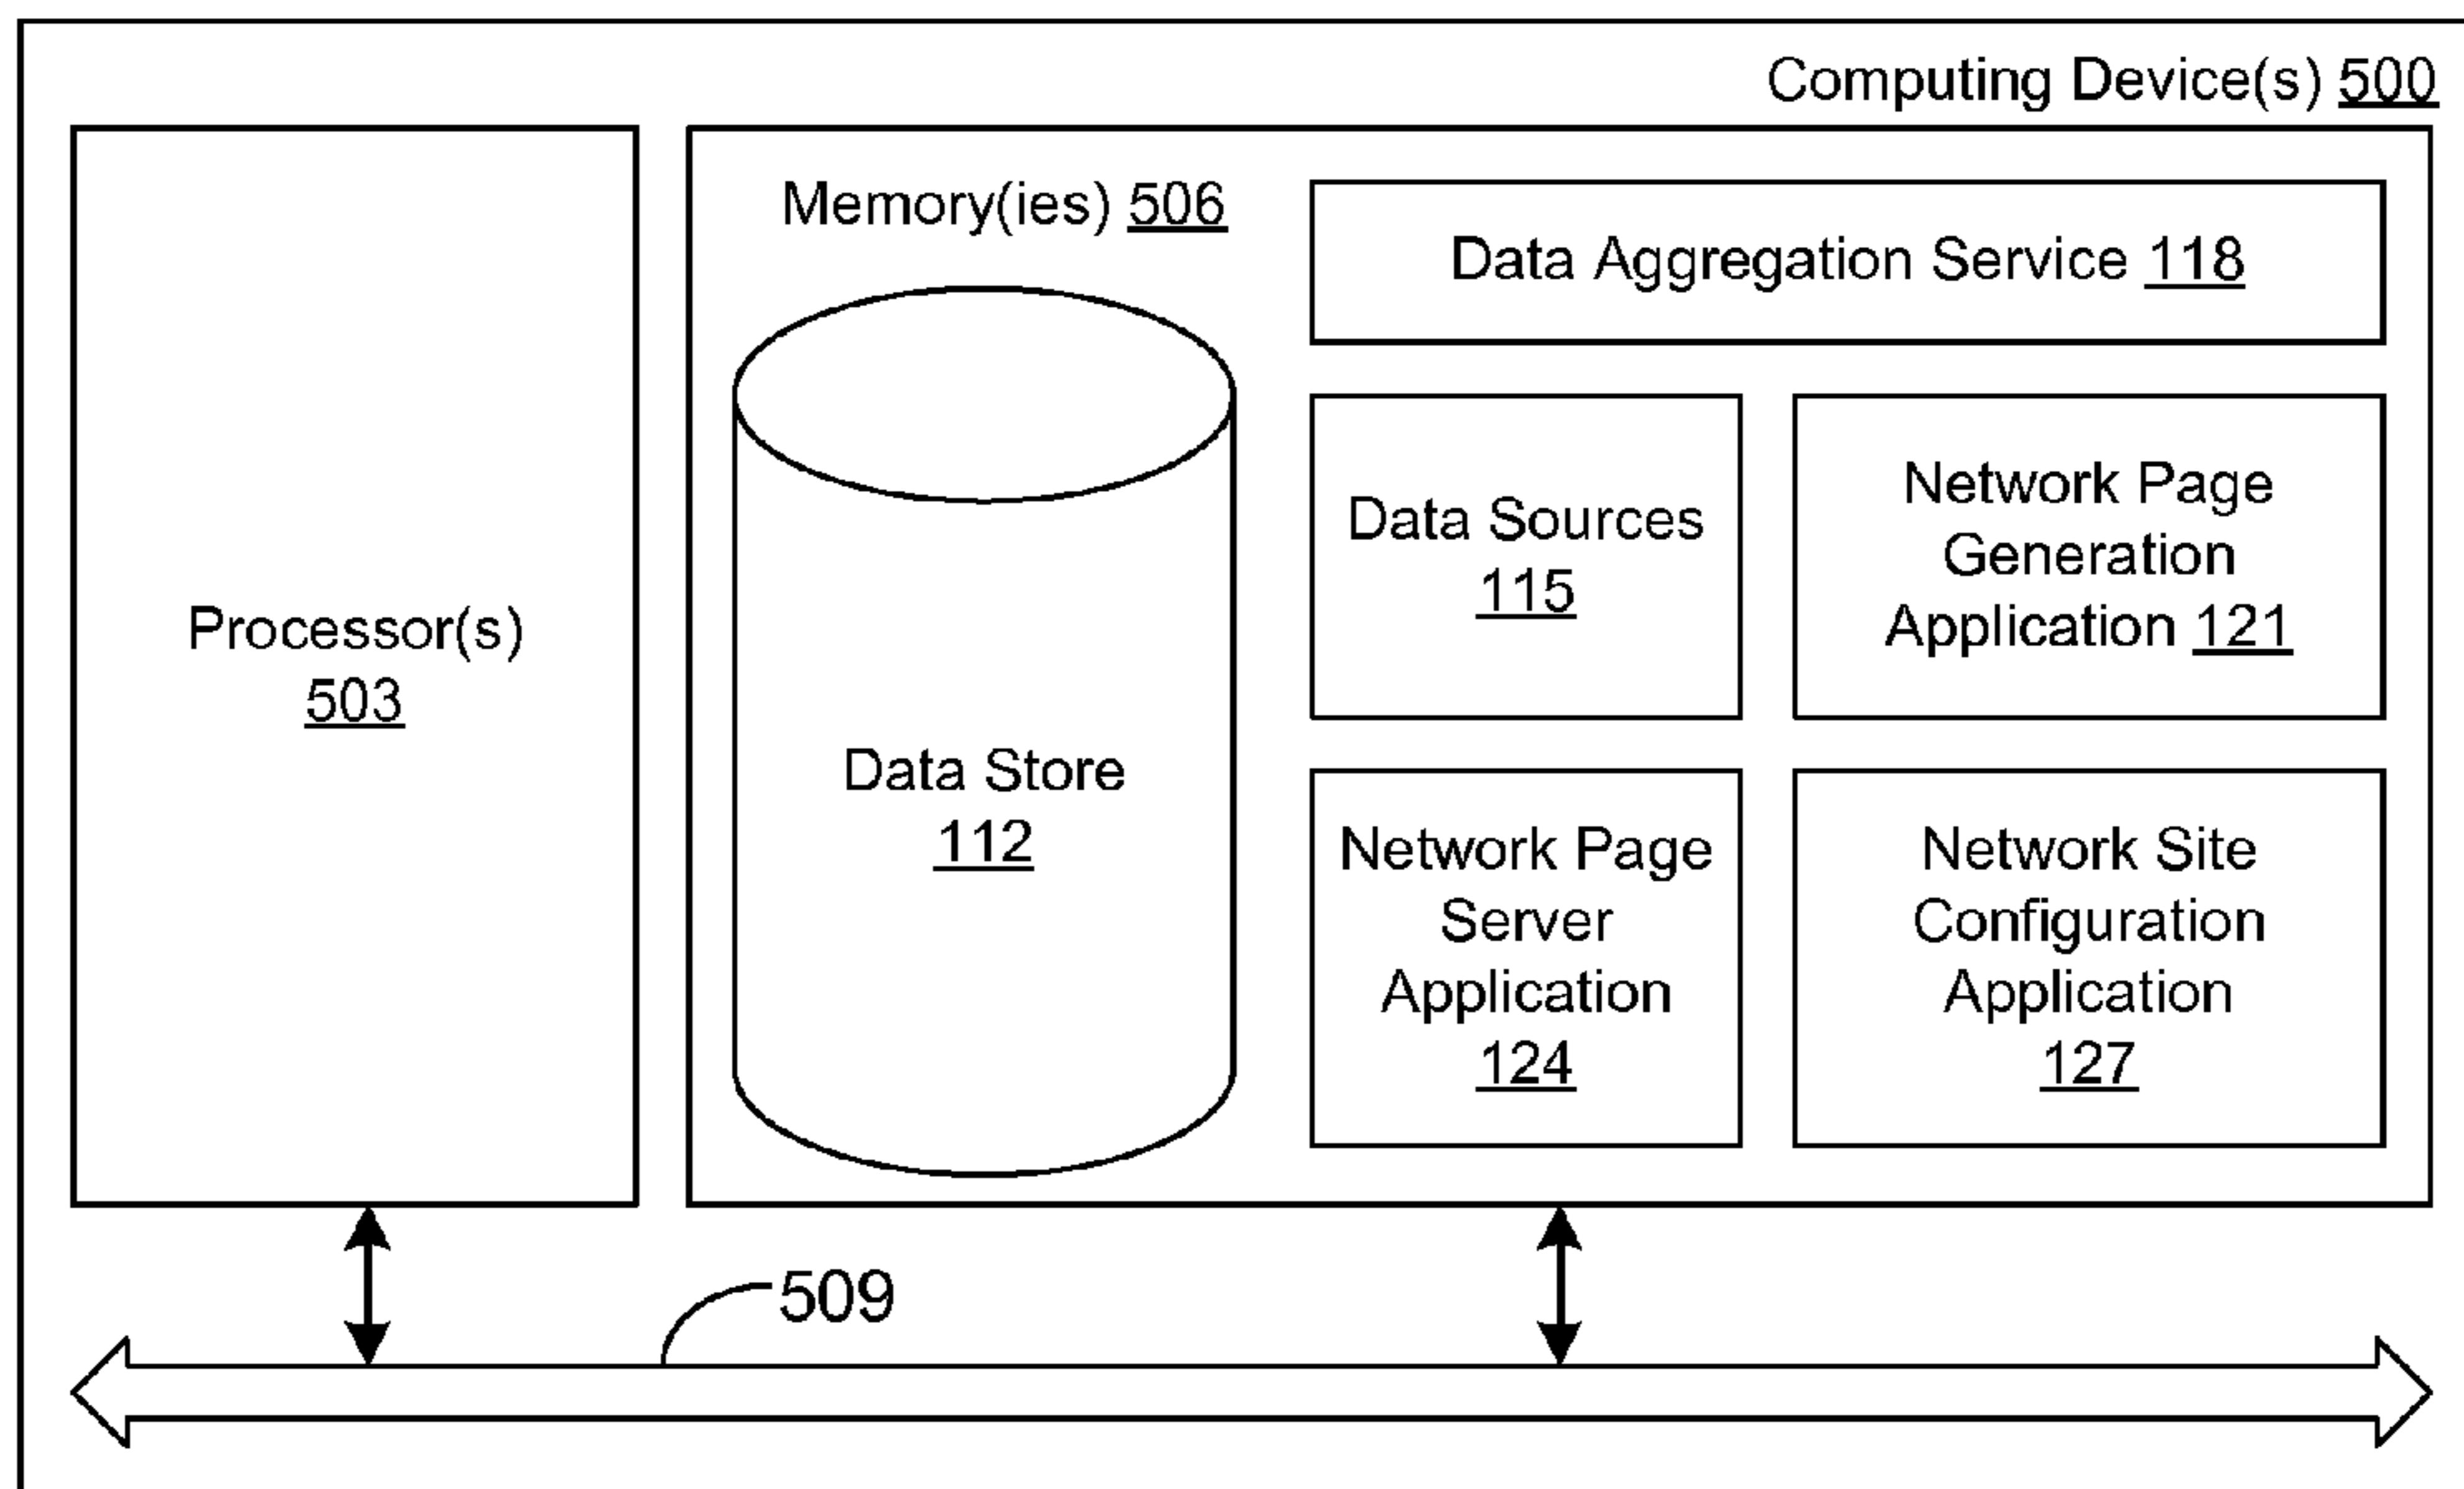 Computing Device(s) 500
Processor(s)
503
Memory(ies) 506
Data Store
112
Data Aggregation Service 118
Data Sources
115
Network Page
Generation
Application 121
Network Page
Server
Application
124
Network Site
Configuration
Application
127
509